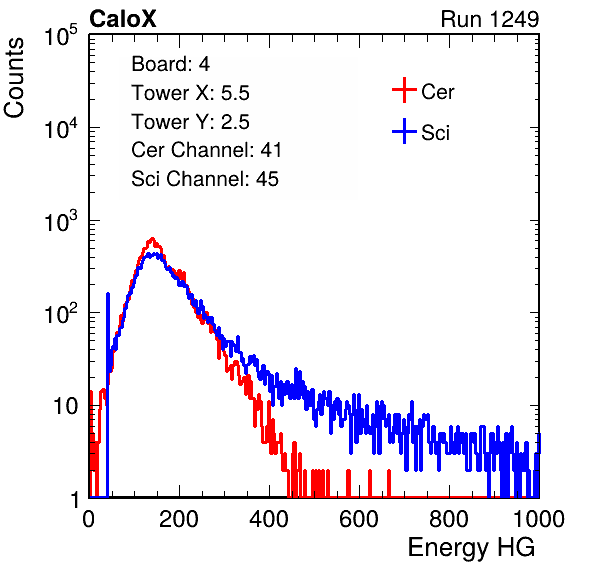 CaloX Run 1249
Counts
Board: 4
Tower X: 5.5
Tower Y: 2.5
Cer Channel: 41
Sci Channel: 45
Cer
Sci
10^5
10^4
10^3
10^2
10
1
0 200 400 600 800 1000
Energy HG